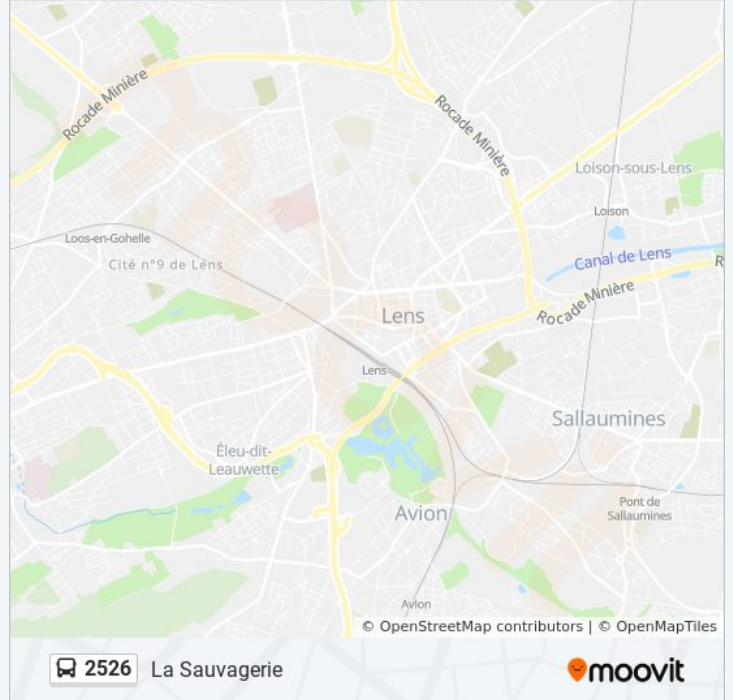 Rocade Minière
Rocade Minière
Loison-sous-Lens
Loison
Loos-en-Gohelle
Canal de Lens
R
Cité n°9 de Lens
Rocade Minière
Lens
Lens
Sallaumines
Éleu-dit-
Leauwette
Pont de
Sallaumines
Avion
Avion
© OpenStreetMap contributors | © OpenMapTiles
2526 La Sauvagerie
moovit